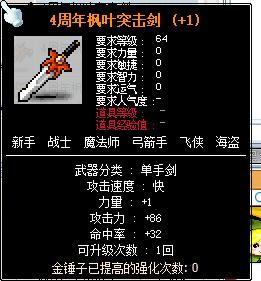 4周年枫叶突击剑 (+1)
要求等级： 64
要求力量： 0
要求敏捷： 0
要求智力： 0
要求运气： 0
要求人气度： -
道具等级： -
道具经验值： -
新手 战士 魔法师 弓箭手 飞侠 海盗
武器分类 : 单手剑
攻击速度 : 快
力量 : +1
攻击力 : +86
命中率 : +32
可升级次数 : 1回
金锤子已提高的强化次数: 0